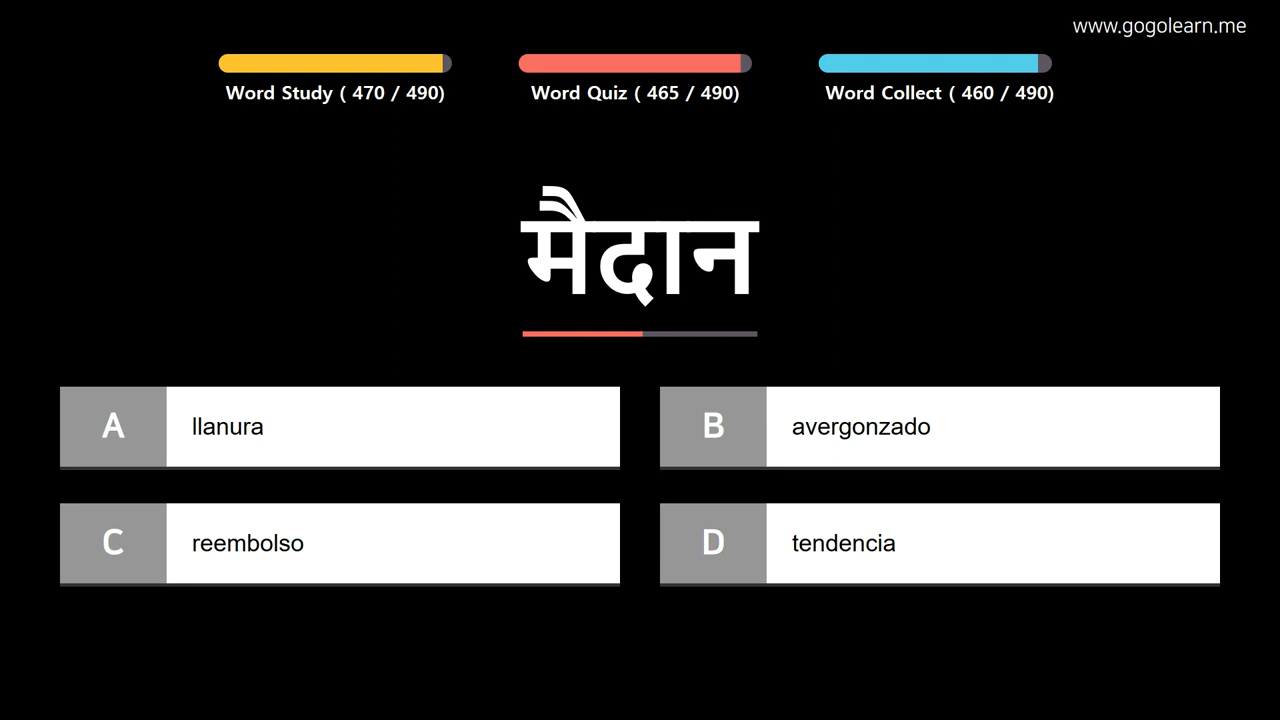 www.gogolearn.me
Word Study ( 470 / 490)
Word Quiz ( 465 / 490)
Word Collect ( 460 / 490)
मैदान
A llanura
B avergonzado
C reembolso
D tendencia